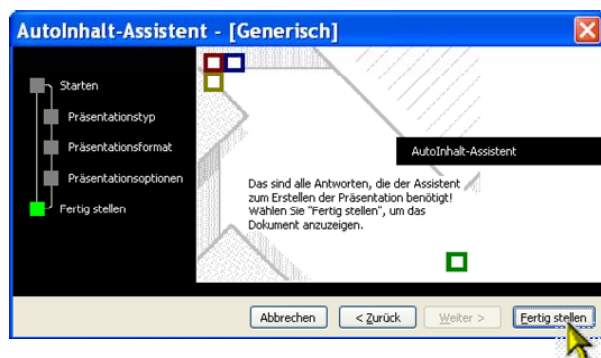 AutoInhalt-Assistent - [Generisch]
Starten
Präsentationstyp
Präsentationsformat
Präsentationsoptionen
Fertig stellen
AutoInhalt-Assistent
Das sind alle Antworten, die der Assistent
zum Erstellen der Präsentation benötigt!
Wählen Sie "Fertig stellen", um das
Dokument anzuzeigen.
Abbrechen < Zurück Weiter > Fertig stellen